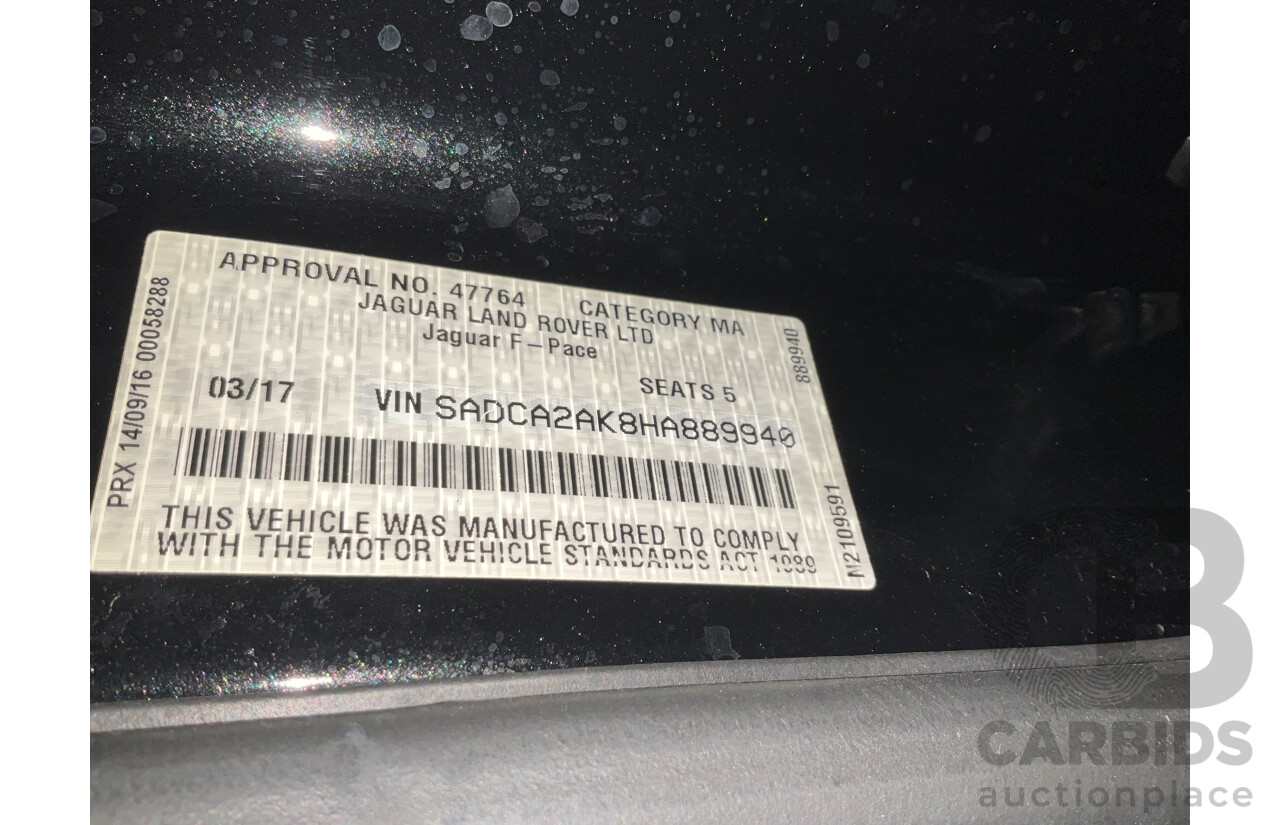 APPROVAL NO. 47764 CATEGORY MA
JAGUAR LAND ROVER LTD
Jaguar F-Pace
03/17 SEATS 5
VIN SADCA2AK8HA889940
THIS VEHICLE WAS MANUFACTURED TO COMPLY
WITH THE MOTOR VEHICLE STANDARDS ACT 1989
PRX 14/09/16 00058288
889940
N2109591
CB
CARBIDS
auctionplace